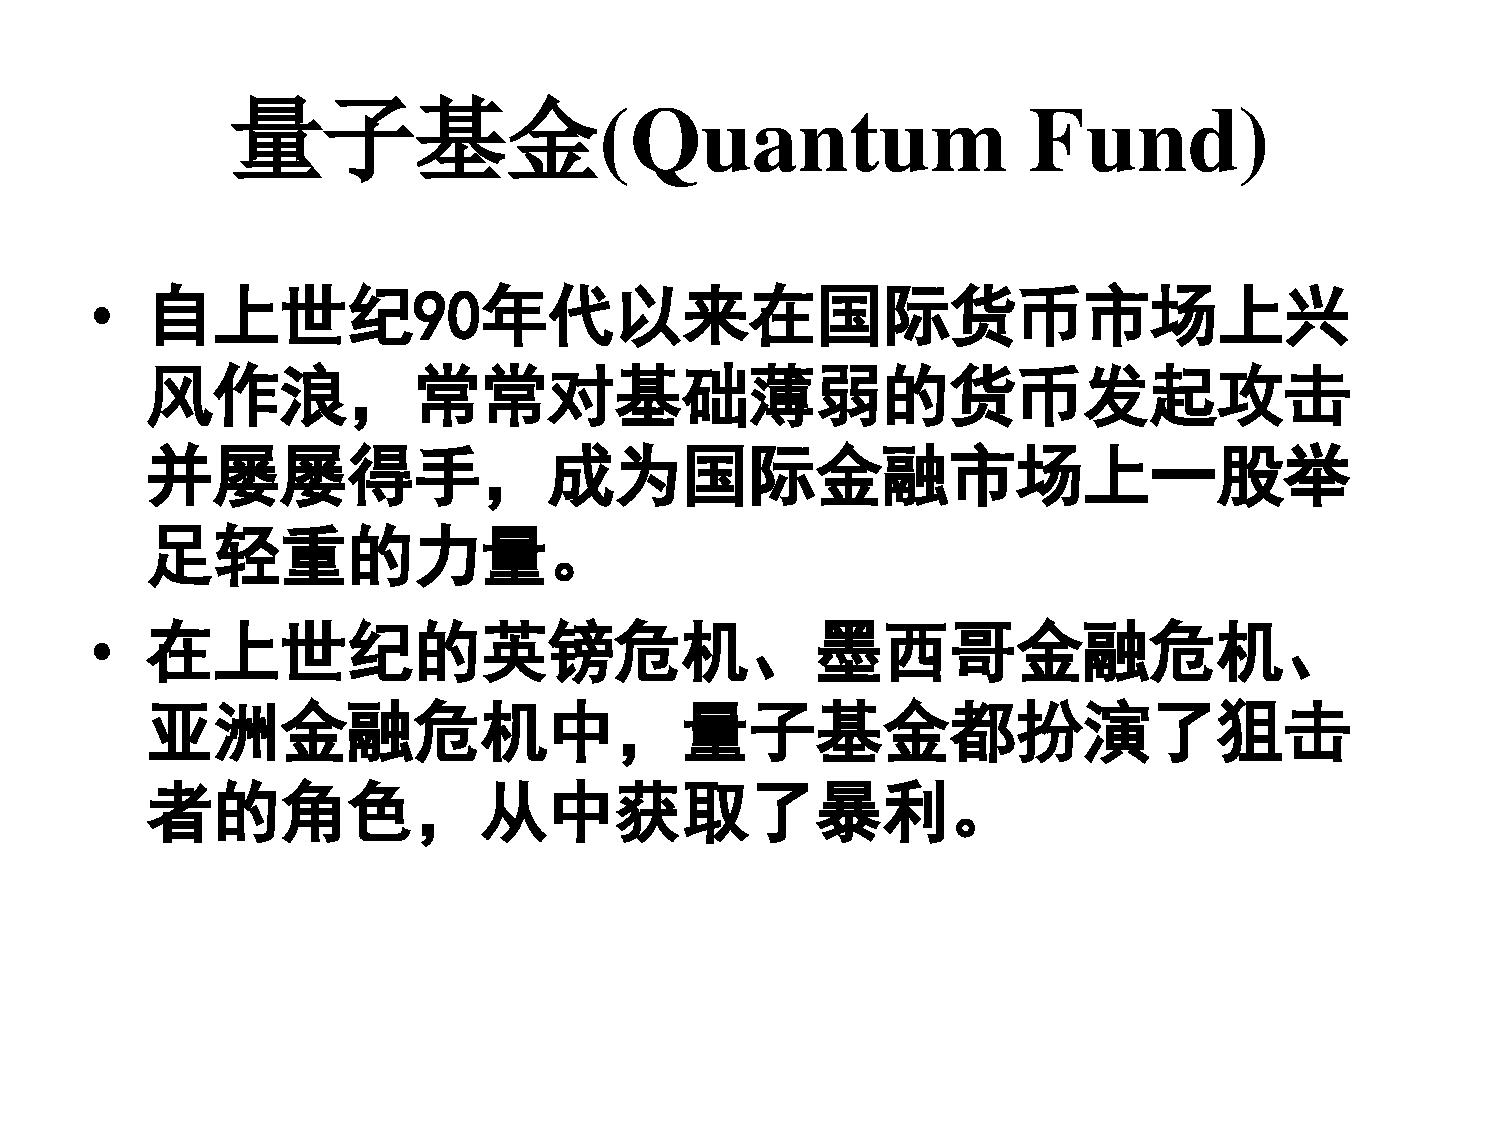 量子基金(Quantum Fund)
• 自上世纪90年代以来在国际货币市场上兴
风作浪，常常对基础薄弱的货币发起攻击
并屡屡得手，成为国际金融市场上一股举
足轻重的力量。
• 在上世纪的英镑危机、墨西哥金融危机、
亚洲金融危机中，量子基金都扮演了狙击
者的角色，从中获取了暴利。